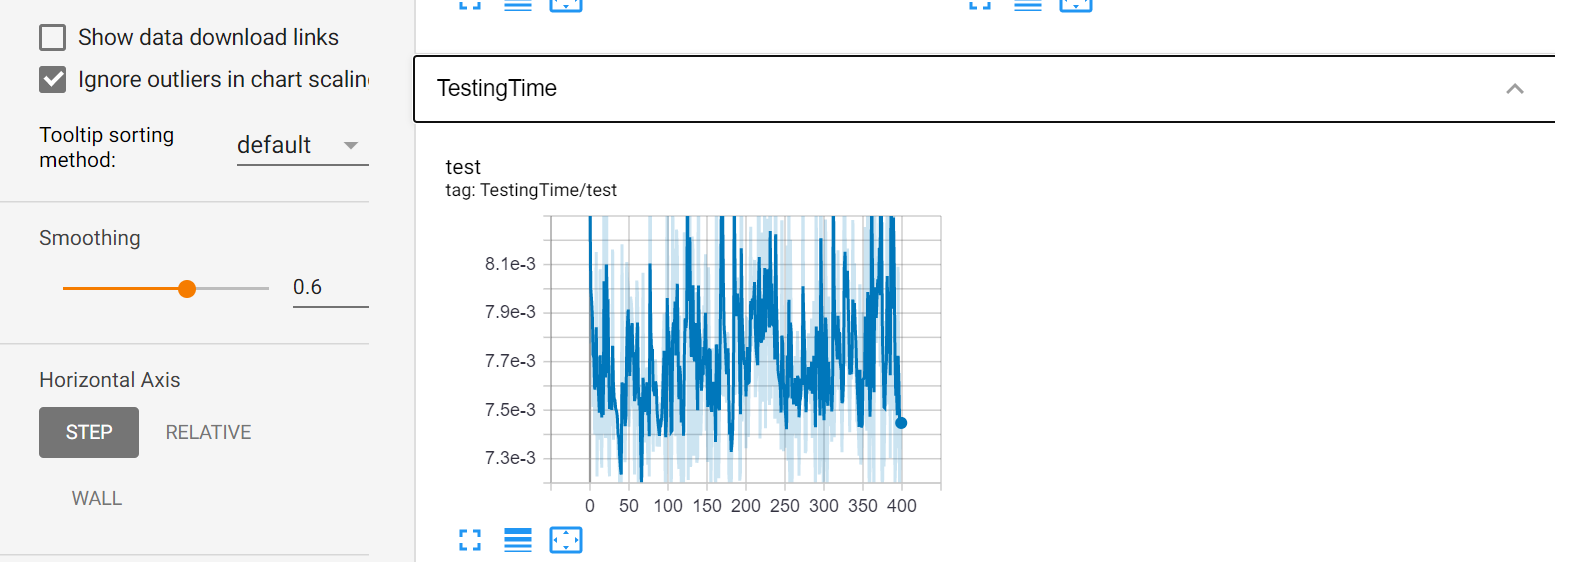 Show data download links
Ignore outliers in chart scalin
Tooltip sorting
method:
default
Smoothing
0.6
Horizontal Axis
STEP
RELATIVE
WALL
TestingTime
test
tag: TestingTime/test
8.1e-3
7.9e-3
7.7e-3
7.5e-3
7.3e-3
0 50 100 150 200 250 300 350 400